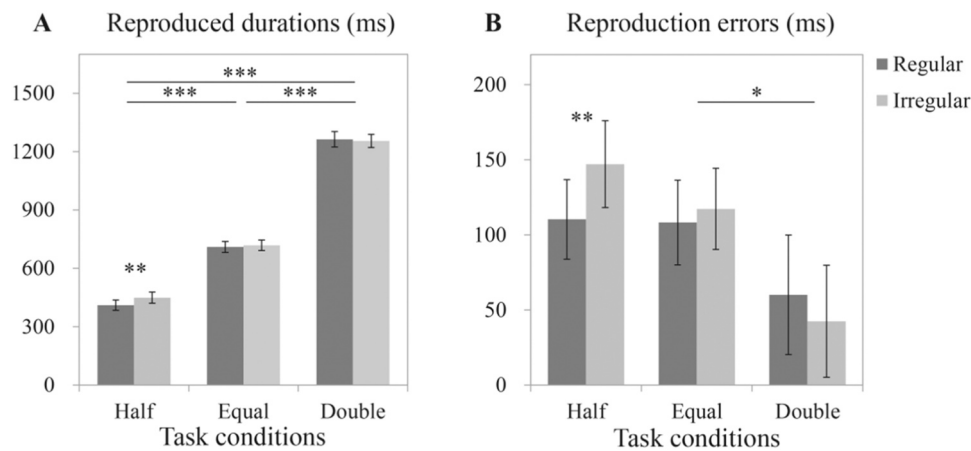 A Reproduced durations (ms)
1500
1200
900
600
300
0
***
*** ***
**
Half Equal Double
Task conditions
B Reproduction errors (ms)
200
150
100
50
0
**
*
Half Equal Double
Task conditions
Regular
Irregular